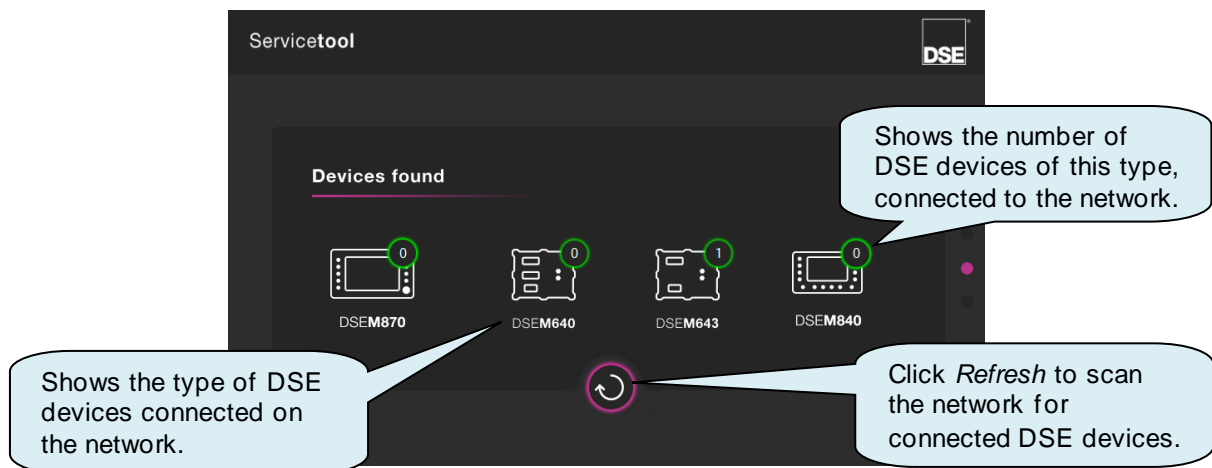 Servicetool
DSE
Shows the number of
DSE devices of this type,
connected to the network.
Devices found
0
0
1
0
DSEM870
DSEM640
DSEM643
DSEM840
Shows the type of DSE
devices connected on
the network.
Click Refresh to scan
the network for
connected DSE devices.